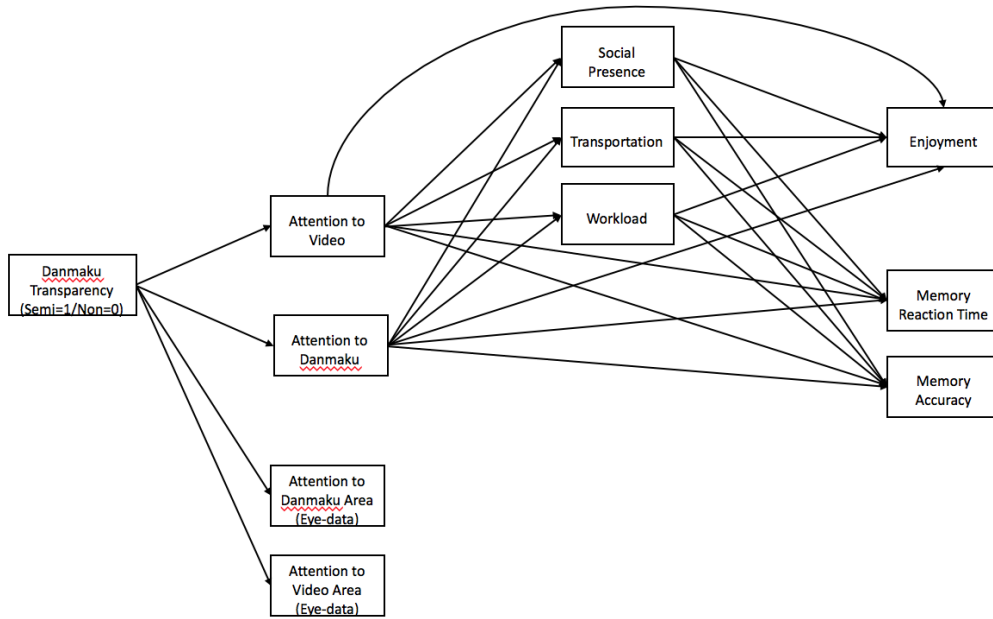 Social
Presence
Transportation
Enjoyment
Workload
Attention to
Video
Danmaku
Transparency
(Semi=1/Non=0)
Memory
Reaction Time
Attention to
Danmaku
Memory
Accuracy
Attention to
Danmaku Area
(Eye-data)
Attention to
Video Area
(Eye-data)